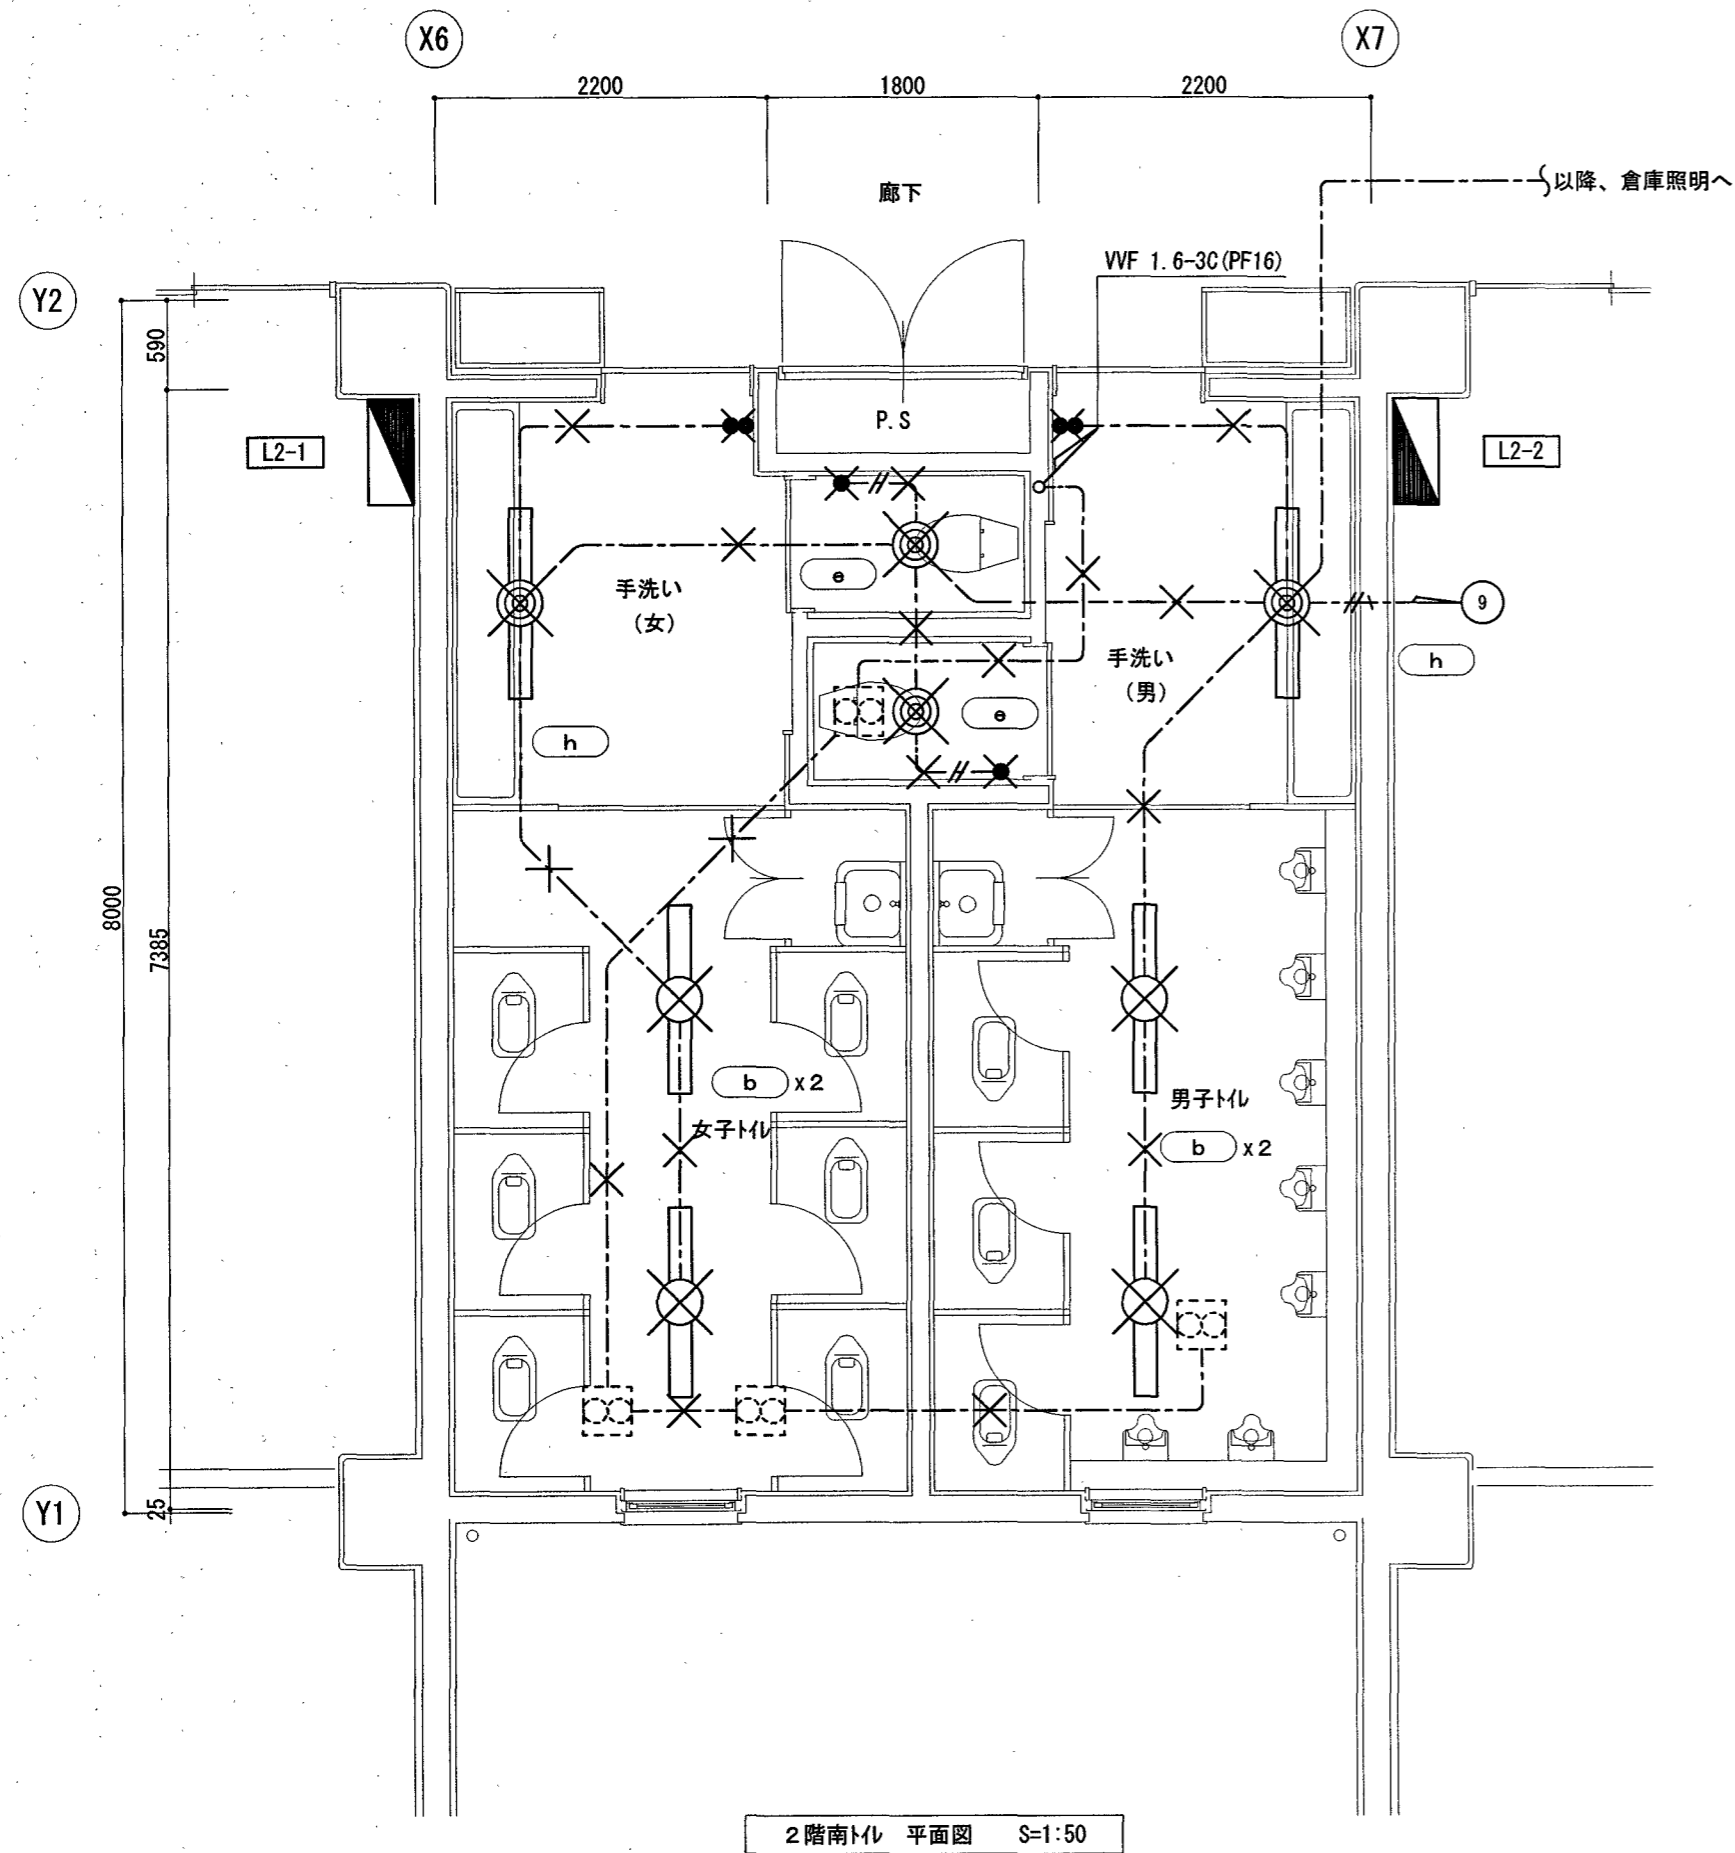 X6
X7
2200
1800
2200
廊下
以降、倉庫照明へ
VVF 1.6-3C(PF16)
Y2
590
P.S
L2-1
L2-2
e
手洗い
(女)
9
手洗い
(男)
h
e
h
8000
7385
b x2
男子トイレ
女子トイレ
b x2
Y1
25
2階南トイレ 平面図 S=1:50